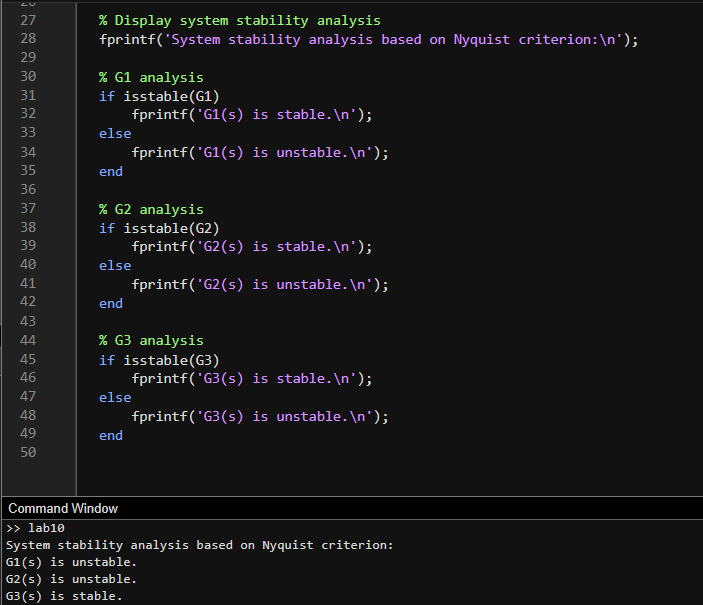 27 % Display system stability analysis
28 fprintf('System stability analysis based on Nyquist criterion:\n');
29
30 % G1 analysis
31 if isstable(G1)
32 fprintf('G1(s) is stable.\n');
33 else
34 fprintf('G1(s) is unstable.\n');
35 end
36
37 % G2 analysis
38 if isstable(G2)
39 fprintf('G2(s) is stable.\n');
40 else
41 fprintf('G2(s) is unstable.\n');
42 end
43
44 % G3 analysis
45 if isstable(G3)
46 fprintf('G3(s) is stable.\n');
47 else
48 fprintf('G3(s) is unstable.\n');
49 end
50
Command Window
>> lab10
System stability analysis based on Nyquist criterion:
G1(s) is unstable.
G2(s) is unstable.
G3(s) is stable.